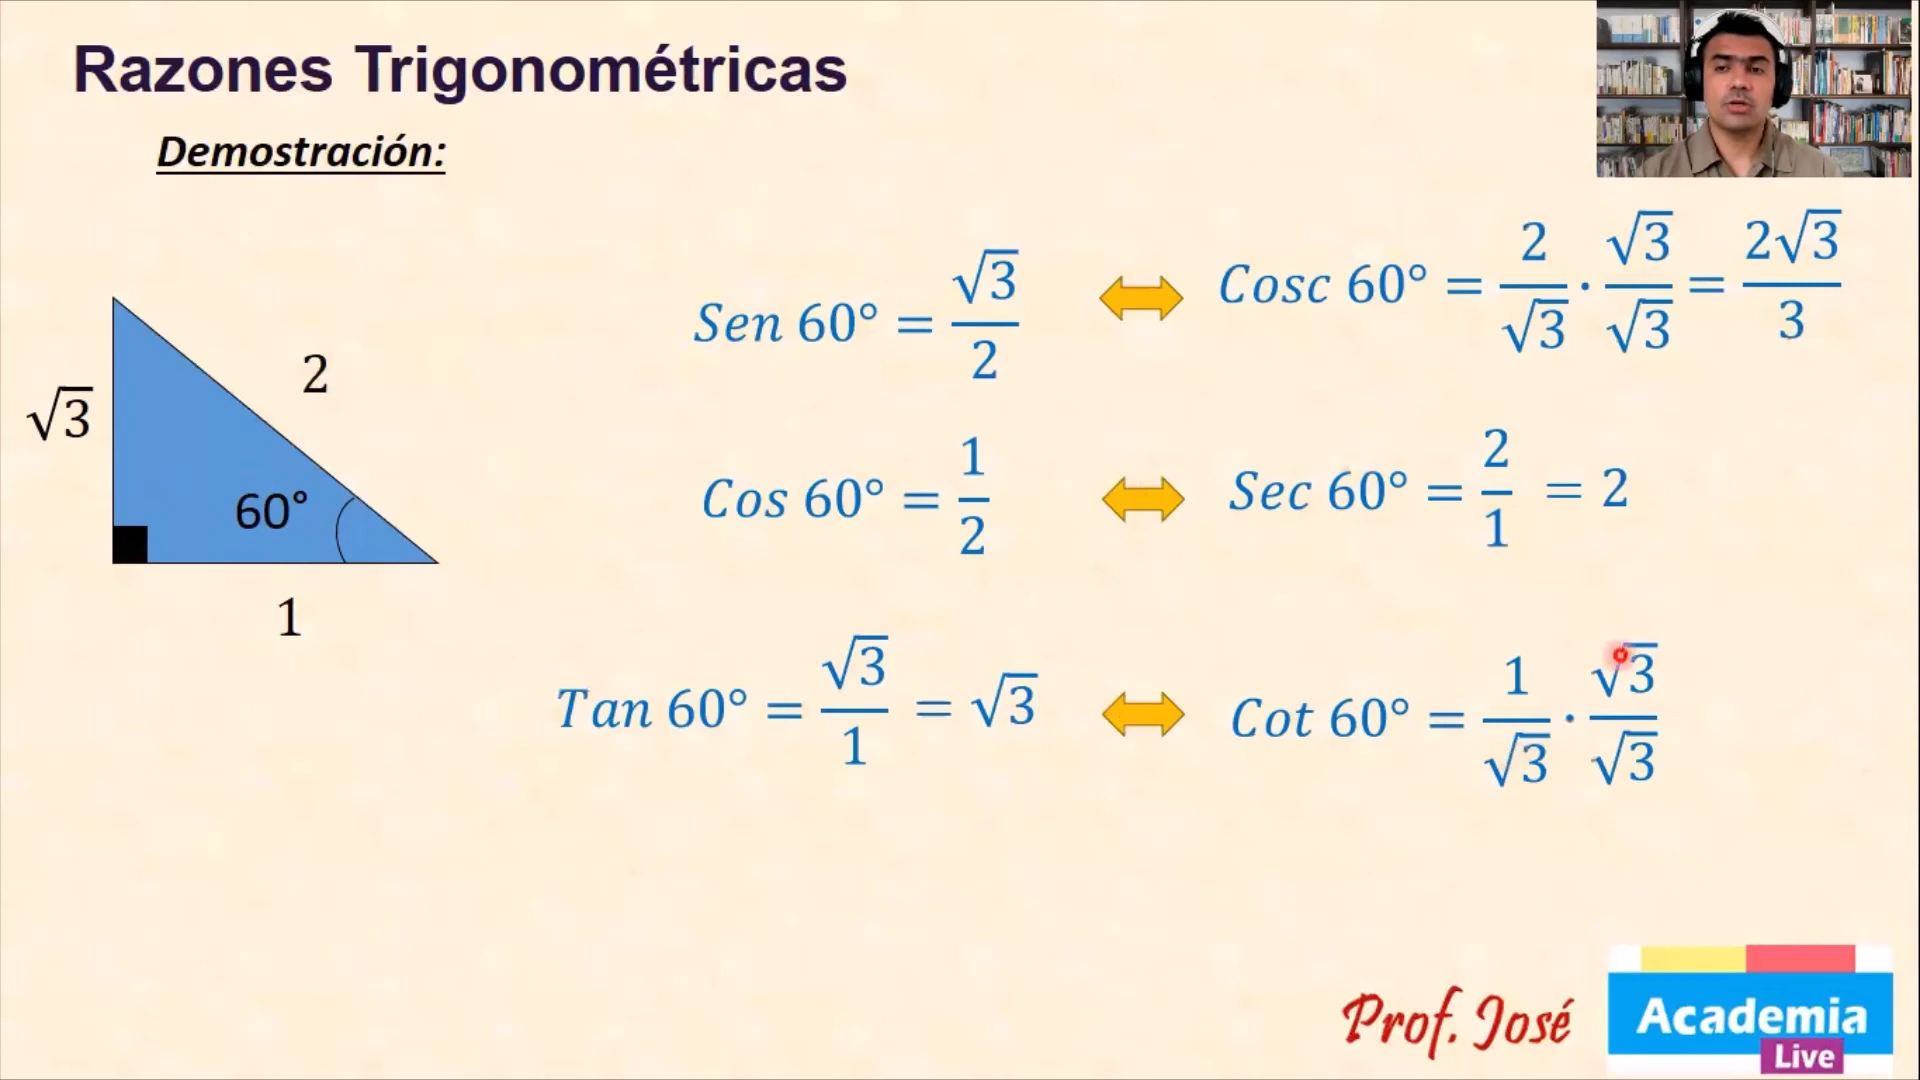 Razones Trigonométricas
Demostración:
√3
2
60°
1
Sen 60° = √3/2
Cosc 60° = 2/√3 · √3/√3 = 2√3/3
Cos 60° = 1/2
Sec 60° = 2/1 = 2
Tan 60° = √3/1 = √3
Cot 60° = 1/√3 · √3/√3
Prof. José
Academia
Live